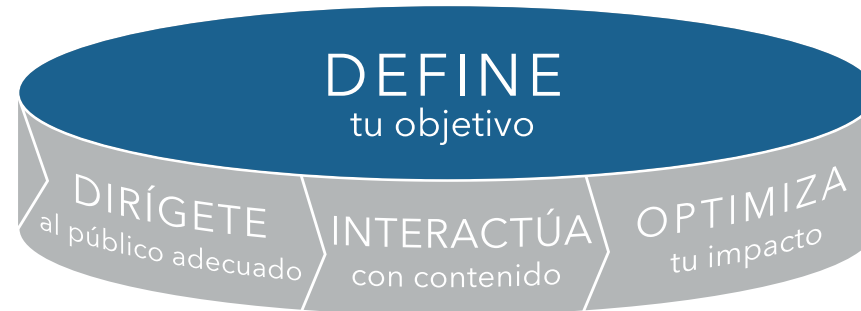 DEFINE
tu objetivo
DIRÍGETE
al público adecuado
INTERACTÚA
con contenido
OPTIMIZA
tu impacto